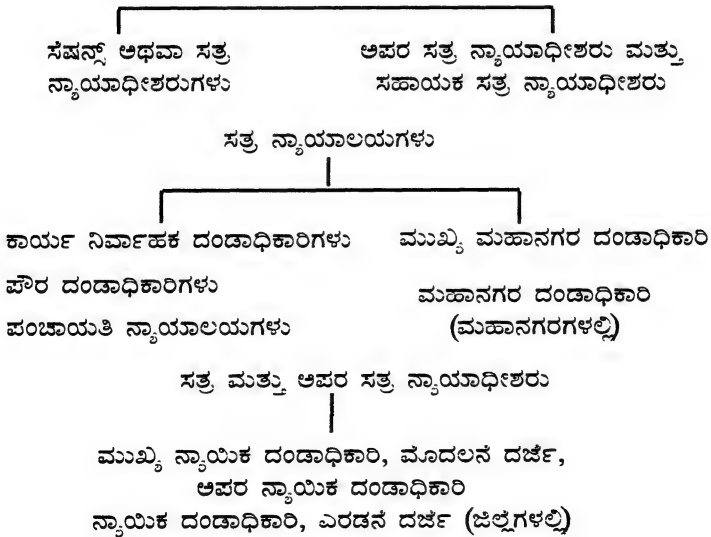 ಸೆಷನ್ಸ್ ಅಥವಾ ಸತ್ರ
ನ್ಯಾಯಾಧೀಶರುಗಳು
ಅಪರ ಸತ್ರ ನ್ಯಾಯಾಧೀಶರು ಮತ್ತು
ಸಹಾಯಕ ಸತ್ರ ನ್ಯಾಯಾಧೀಶರು
ಸತ್ರ ನ್ಯಾಯಾಲಯಗಳು
ಕಾರ್ಯ ನಿರ್ವಾಹಕ ದಂಡಾಧಿಕಾರಿಗಳು
ಪೌರ ದಂಡಾಧಿಕಾರಿಗಳು
ಪಂಚಾಯತಿ ನ್ಯಾಯಾಲಯಗಳು
ಮುಖ್ಯ ಮಹಾನಗರ ದಂಡಾಧಿಕಾರಿ
ಮಹಾನಗರ ದಂಡಾಧಿಕಾರಿ
(ಮಹಾನಗರಗಳಲ್ಲಿ)
ಸತ್ರ ಮತ್ತು ಅಪರ ಸತ್ರ ನ್ಯಾಯಾಧೀಶರು
ಮುಖ್ಯ ನ್ಯಾಯಿಕ ದಂಡಾಧಿಕಾರಿ, ಮೊದಲನೆ ದರ್ಜೆ,
ಅಪರ ನ್ಯಾಯಿಕ ದಂಡಾಧಿಕಾರಿ
ನ್ಯಾಯಿಕ ದಂಡಾಧಿಕಾರಿ, ಎರಡನೆ ದರ್ಜೆ (ಜಿಲ್ಲೆಗಳಲ್ಲಿ)